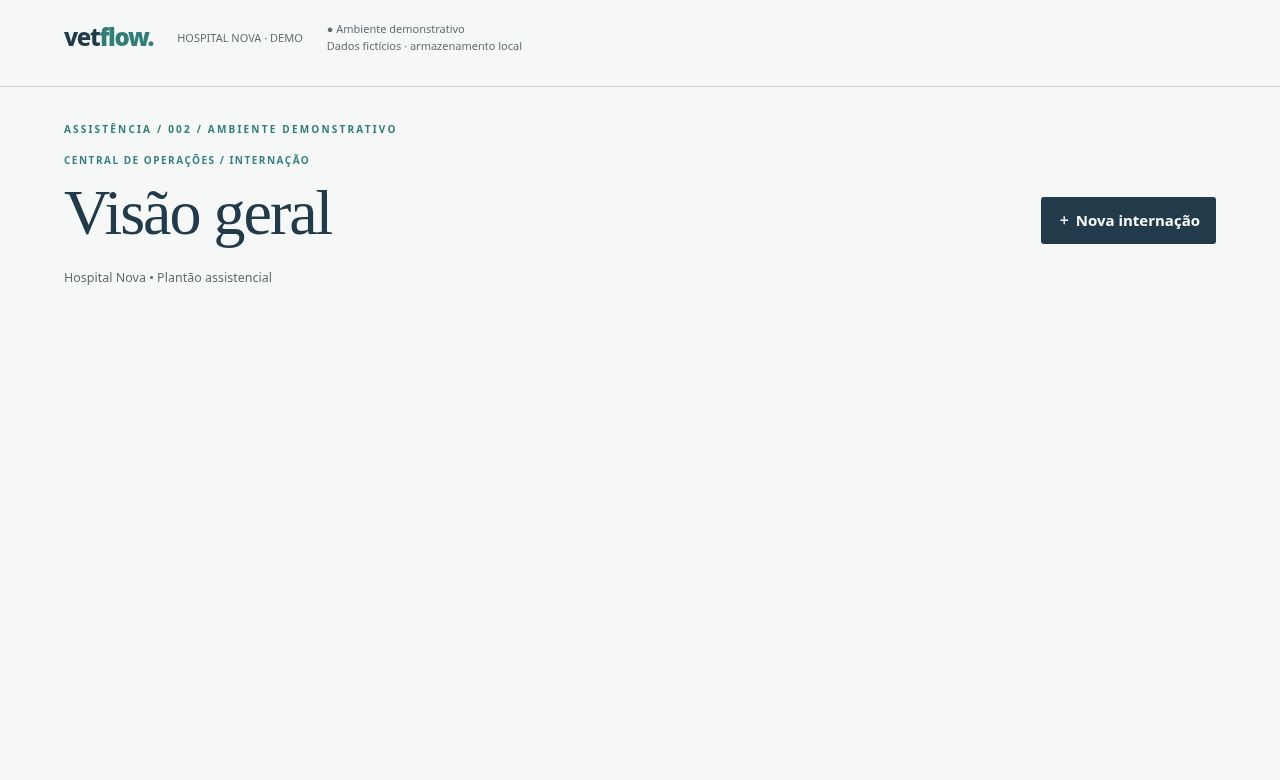 vetflow.
HOSPITAL NOVA · DEMO
● Ambiente demonstrativo
Dados fictícios · armazenamento local
ASSISTÊNCIA / 002 / AMBIENTE DEMONSTRATIVO
CENTRAL DE OPERAÇÕES / INTERNAÇÃO
Visão geral
+ Nova internação
Hospital Nova • Plantão assistencial